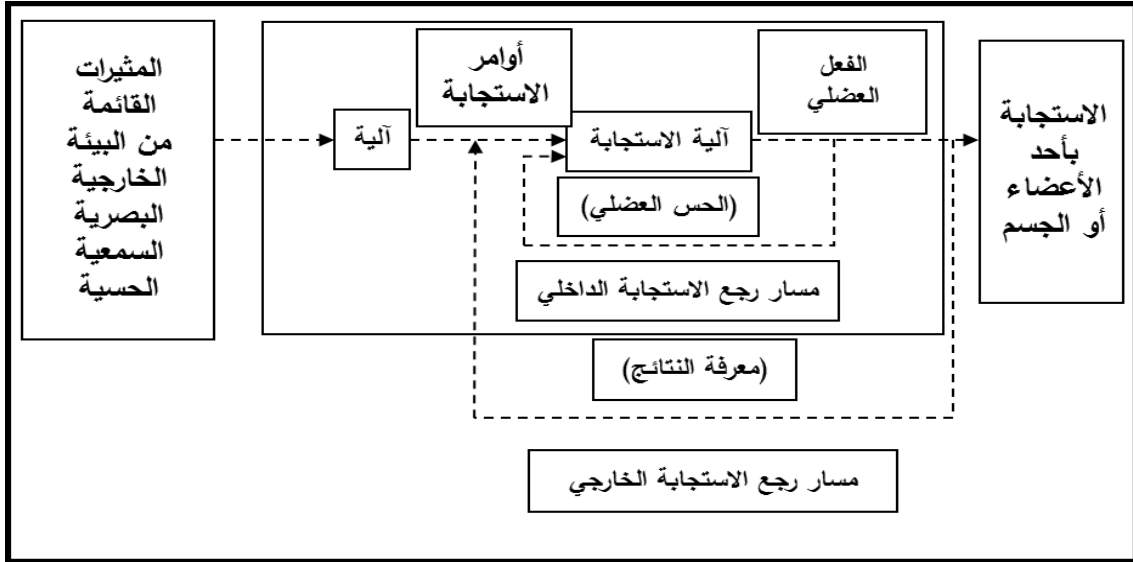 المثيرات
القائمة
من البيئة
الخارجية
البصرية
السمعية
الحسية
آلية
أوامر
الاستجابة
آلية الاستجابة
الفعل
العضلي
(الحس العضلي)
مسار رجع الاستجابة الداخلي
(معرفة النتائج)
مسار رجع الاستجابة الخارجي
الاستجابة
بأحد
الأعضاء
أو الجسم